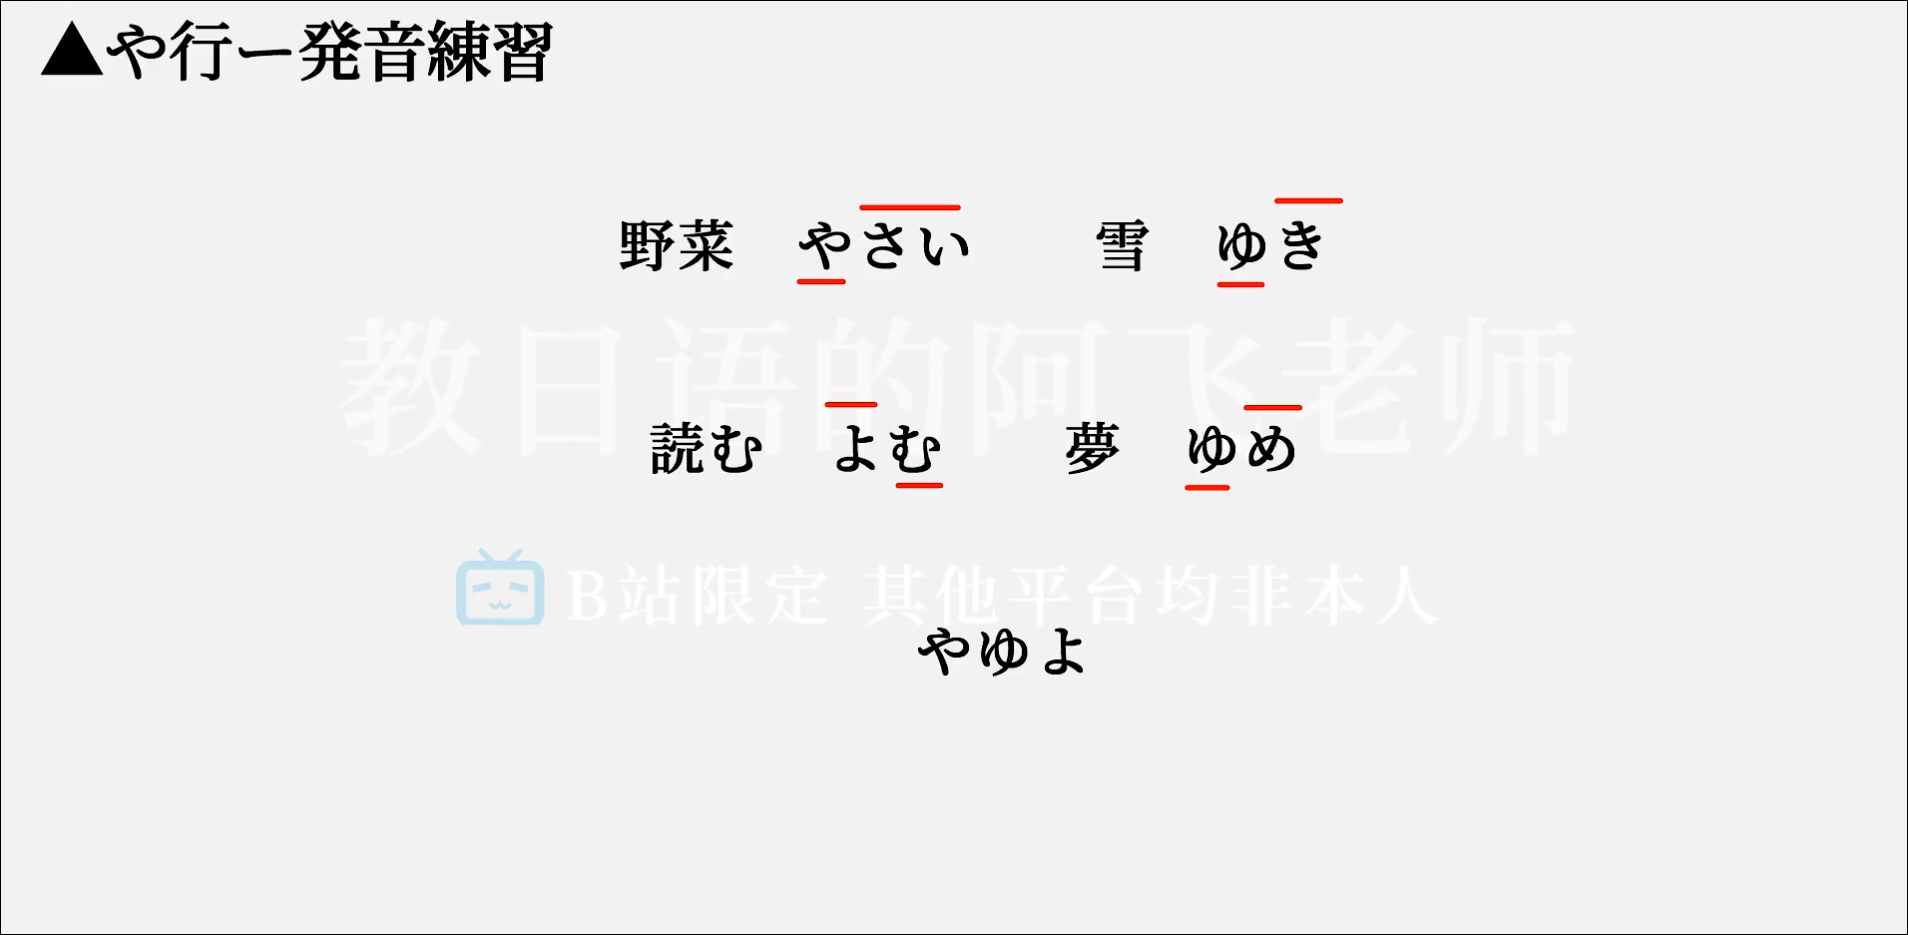 ▲や行ー発音練習
野菜 やさい 雪 ゆき
教日语的阿飞老师
読む よむ 夢 ゆめ
B站限定 其他平台均非本人
やゆよ